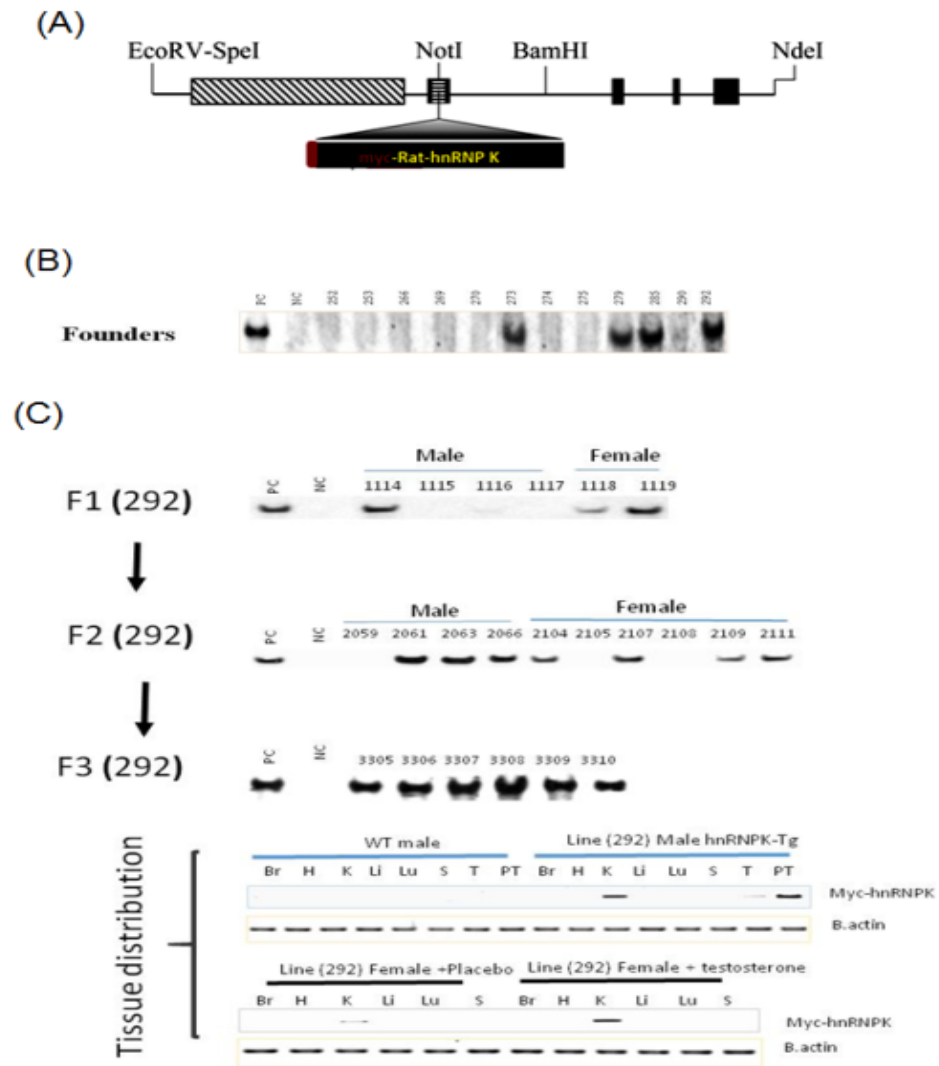 (A)
EcoRV-SpeI NotI BamHI NdeI
myc-Rat-hnRNP K
(B)
PC NC 252 253 266 269 270 273 274 275 279 285 290 292
Founders
(C)
Male Female
F1 (292) PC NC 1114 1115 1116 1117 1118 1119
Male Female
F2 (292) PC NC 2059 2061 2063 2066 2104 2105 2107 2108 2109 2111
F3 (292) PC NC 3305 3306 3307 3308 3309 3310
Tissue distribution
WT male Line (292) Male hnRNPK-Tg
Br H K Li Lu S T PT Br H K Li Lu S T PT
Myc-hnRNPK
B.actin
Line (292) Female +Placebo Line (292) Female + testosterone
Br H K Li Lu S Br H K Li Lu S
Myc-hnRNPK
B.actin